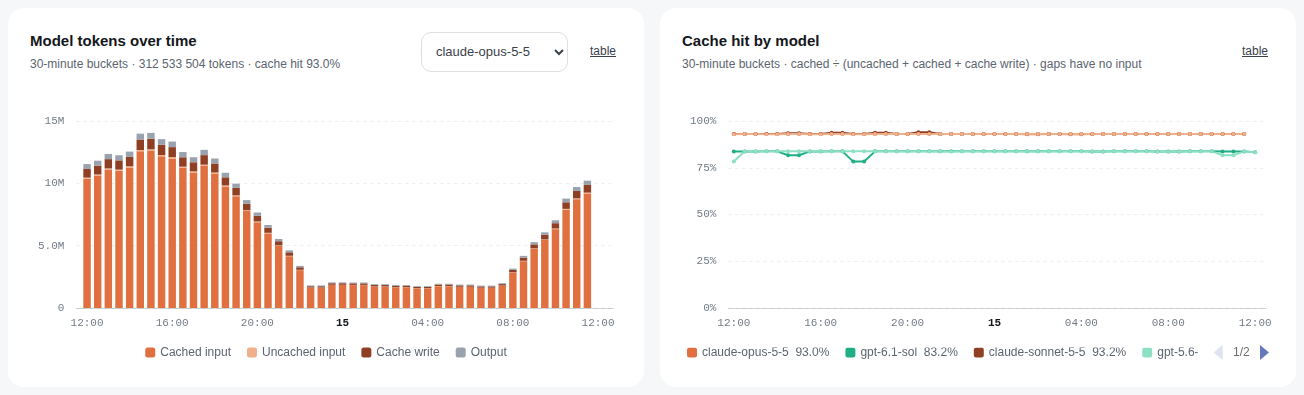 Model tokens over time
30-minute buckets · 312 533 504 tokens · cache hit 93.0%
claude-opus-5-5
table
15M
10M
5.0M
0
12:00 16:00 20:00 15 04:00 08:00 12:00
Cached input Uncached input Cache write Output
Cache hit by model
30-minute buckets · cached ÷ (uncached + cached + cache write) · gaps have no input
table
100%
75%
50%
25%
0%
12:00 16:00 20:00 15 04:00 08:00 12:00
claude-opus-5-5 93.0% gpt-6.1-sol 83.2% claude-sonnet-5-5 93.2% gpt-5.6- 1/2